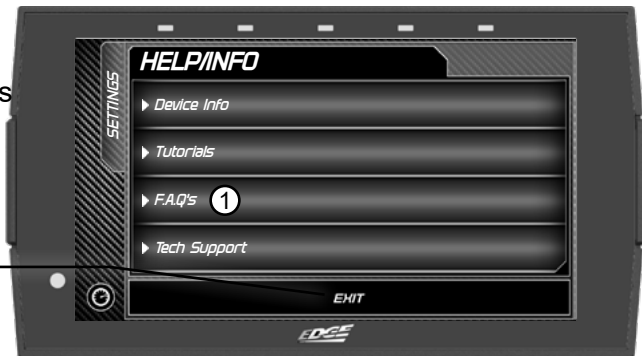 s
SETTINGS
HELP/INFO
Device Info
Tutorials
F.A.Q's 1
Tech Support
EXIT
EDGE